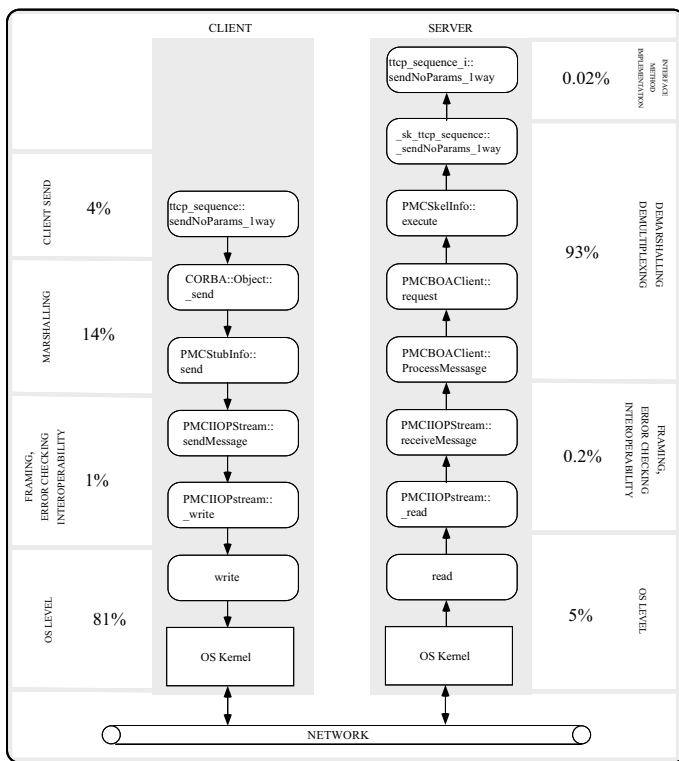 CLIENT
SERVER
CLIENT SEND
4%
MARSHALLING
14%
FRAMING,
ERROR CHECKING
INTEROPERABILITY
1%
OS LEVEL
81%
ttcp_sequence::
sendNoParams_1way
CORBA::Object::
_send
PMCStubInfo::
send
PMCIIOPStream::
sendMessage
PMCIIOPstream::
_write
write
OS Kernel
ttcp_sequence_i::
sendNoParams_1way
_sk_ttcp_sequence::
_sendNoParams_1way
PMCSkelInfo::
execute
PMCBOAClient::
request
PMCBOAClient::
ProcessMessasge
PMCIIOPStream::
receiveMessage
PMCIIOPstream::
_read
read
OS Kernel
0.02%
INTERFACE
METHOD
IMPLEMENTATION
93%
DEMARSHALLING
DEMULTIPLEXING
0.2%
FRAMING,
ERROR CHECKING
INTEROPERABILITY
5%
OS LEVEL
NETWORK